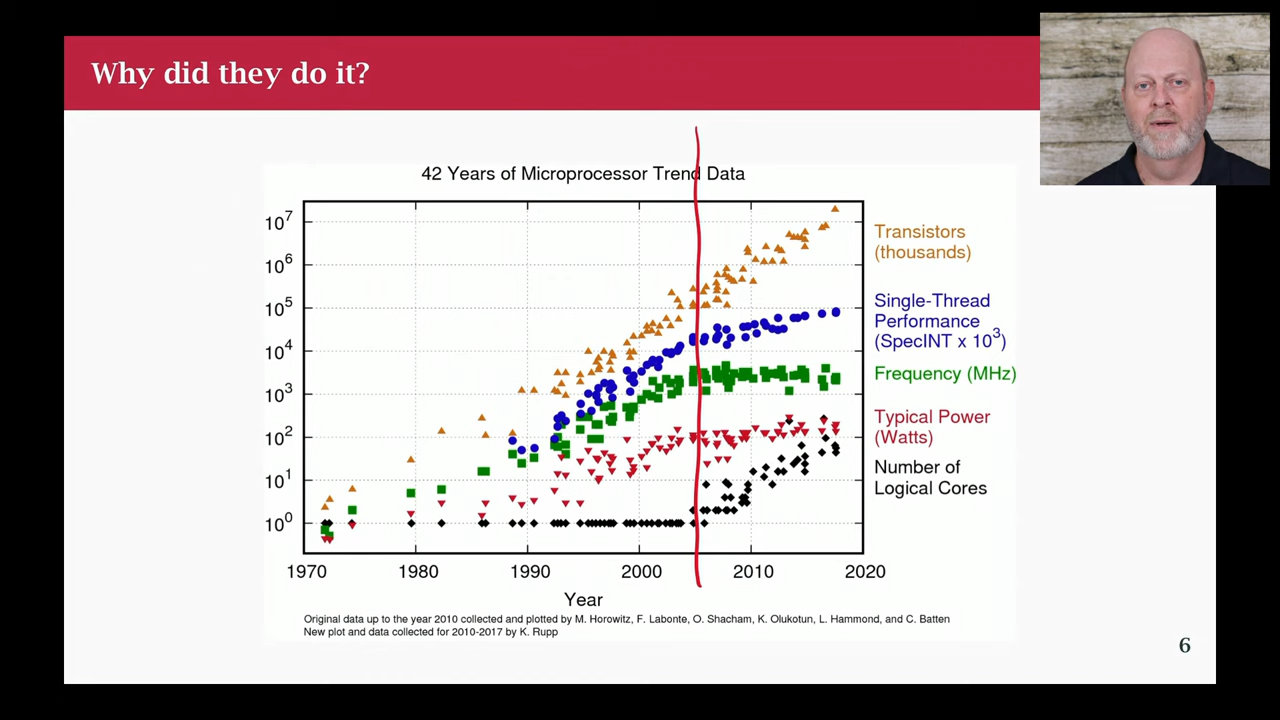 Why did they do it?
42 Years of Microprocessor Trend Data
10^7
10^6
10^5
10^4
10^3
10^2
10^1
10^0
1970 1980 1990 2000 2010 2020
Year
Transistors
(thousands)
Single-Thread
Performance
(SpecINT x 10^3)
Frequency (MHz)
Typical Power
(Watts)
Number of
Logical Cores
Original data up to the year 2010 collected and plotted by M. Horowitz, F. Labonte, O. Shacham, K. Olukotun, L. Hammond, and C. Batten
New plot and data collected for 2010-2017 by K. Rupp
6